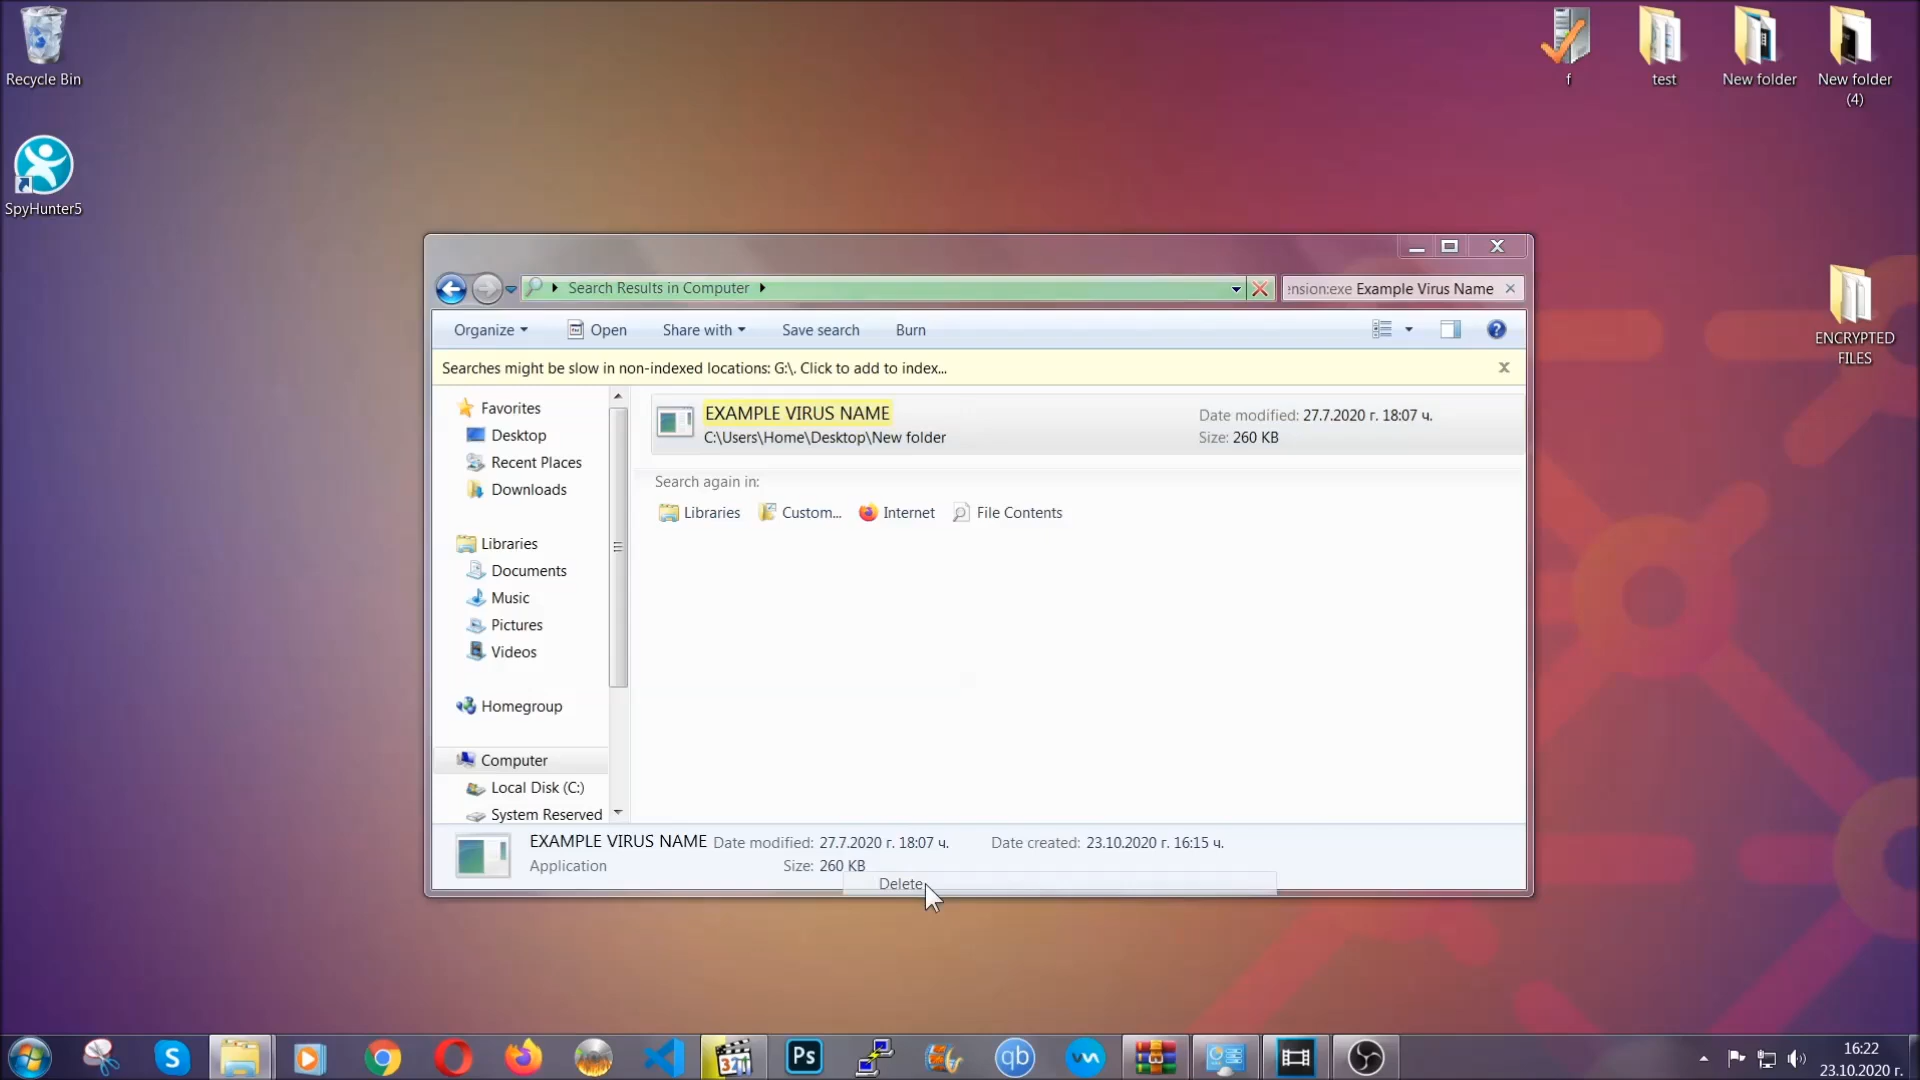 Recycle Bin
SpyHunter5
f
test
New folder
New folder
(4)
ENCRYPTED
FILES
Search Results in Computer
ension:exe Example Virus Name
Organize
Open
Share with
Save search
Burn
Searches might be slow in non-indexed locations: G:\. Click to add to index...
Favorites
Desktop
Recent Places
Downloads
Libraries
Documents
Music
Pictures
Videos
Homegroup
Computer
Local Disk (C:)
System Reserved
EXAMPLE VIRUS NAME
C:\Users\Home\Desktop\New folder
Date modified: 27.7.2020 г. 18:07 ч.
Size: 260 KB
Search again in:
Libraries
Custom...
Internet
File Contents
EXAMPLE VIRUS NAME Date modified: 27.7.2020 г. 18:07 ч. Date created: 23.10.2020 г. 16:15 ч.
Application Size: 260 KB
Delete
S
321
Ps
qb
16:22
23.10.2020 г.